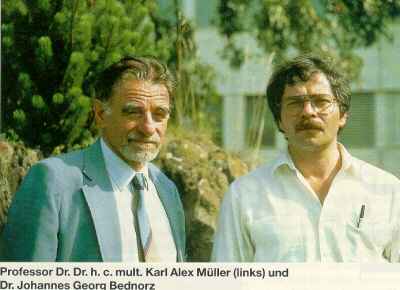 Professor Dr. Dr. h. c. mult. Karl Alex Müller (links) und
Dr. Johannes Georg Bednorz